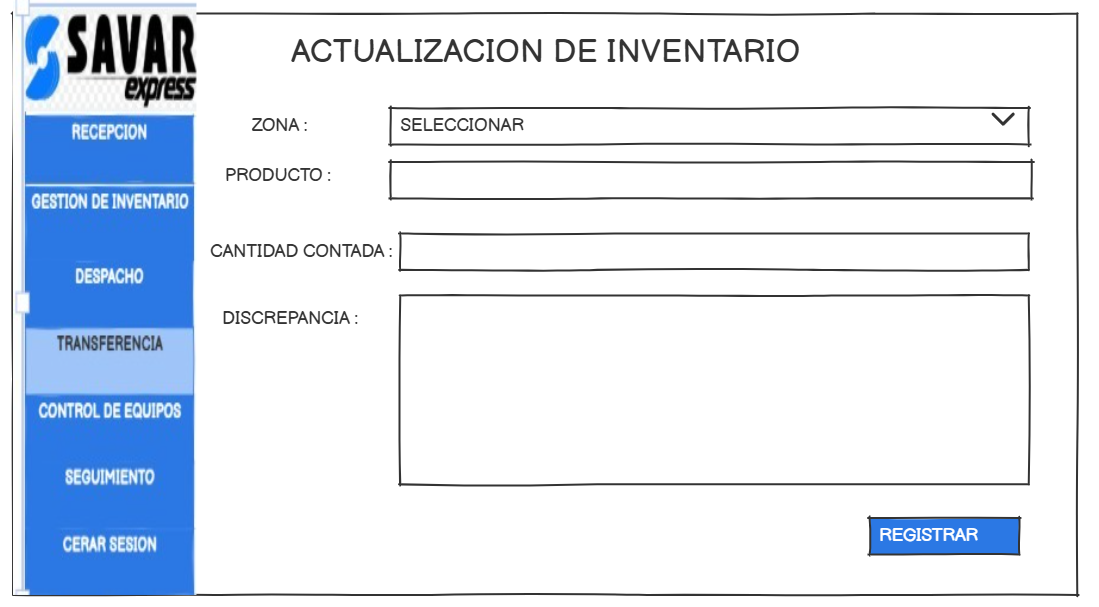 SAVAR
express
RECEPCION
GESTION DE INVENTARIO
DESPACHO
TRANSFERENCIA
CONTROL DE EQUIPOS
SEGUIMIENTO
CERAR SESION
ACTUALIZACION DE INVENTARIO
ZONA : SELECCIONAR
PRODUCTO :
CANTIDAD CONTADA :
DISCREPANCIA :
REGISTRAR